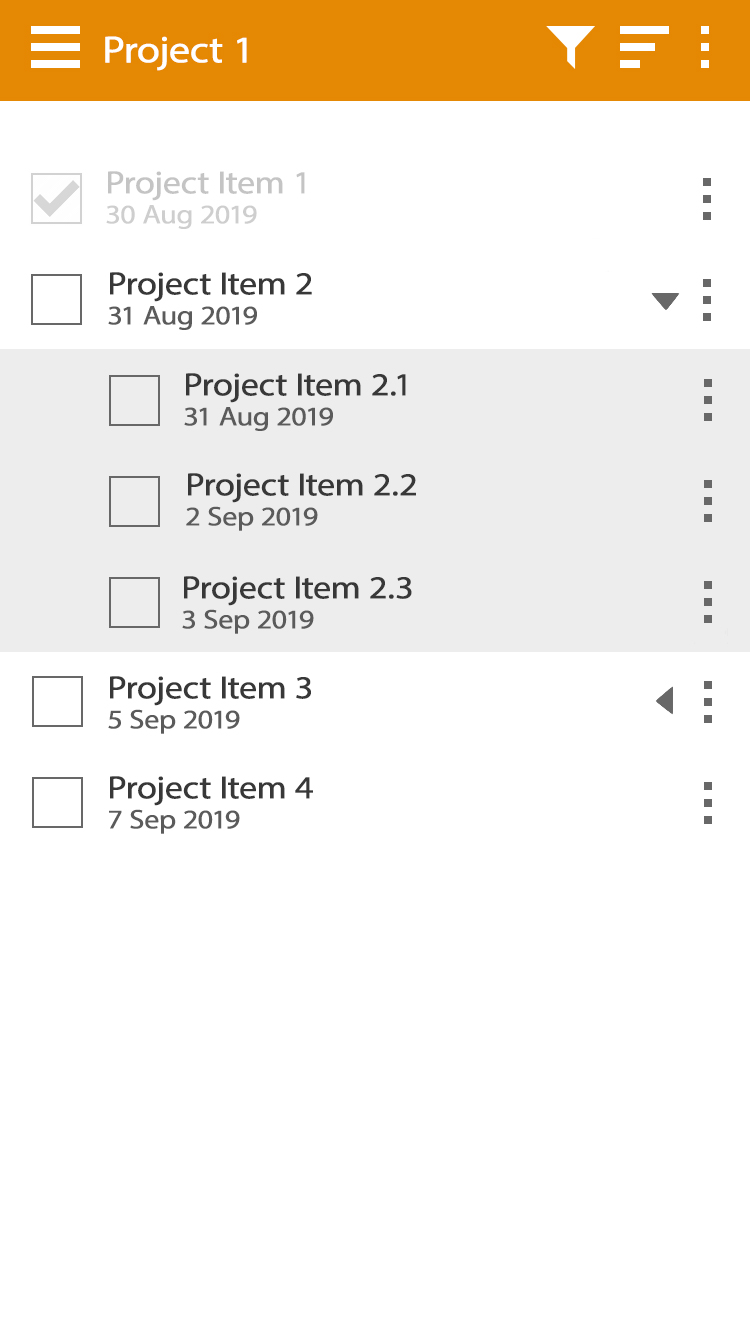 Project 1
Project Item 1
30 Aug 2019
Project Item 2
31 Aug 2019
Project Item 2.1
31 Aug 2019
Project Item 2.2
2 Sep 2019
Project Item 2.3
3 Sep 2019
Project Item 3
5 Sep 2019
Project Item 4
7 Sep 2019